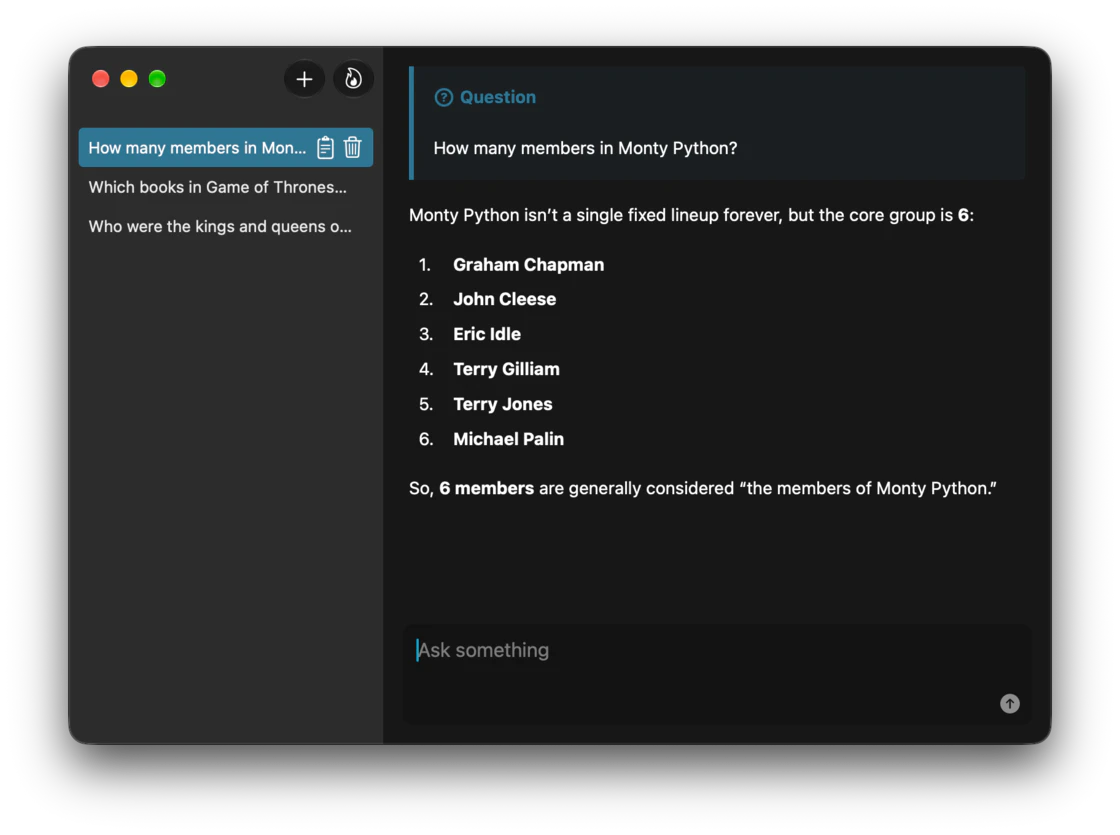 How many members in Mon...
Which books in Game of Thrones...
Who were the kings and queens o...
Question
How many members in Monty Python?
Monty Python isn’t a single fixed lineup forever, but the core group is 6:
1. Graham Chapman
2. John Cleese
3. Eric Idle
4. Terry Gilliam
5. Terry Jones
6. Michael Palin
So, 6 members are generally considered “the members of Monty Python.”
Ask something